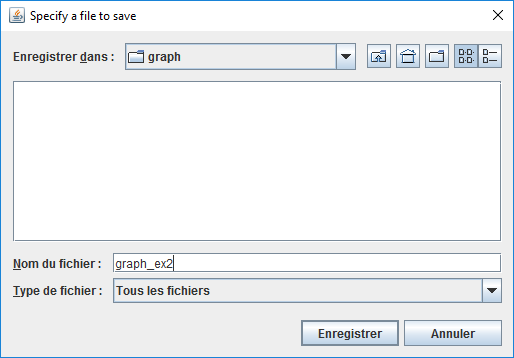 Specify a file to save
Enregistrer dans : graph
Nom du fichier : graph_ex2
Type de fichier : Tous les fichiers
Enregistrer Annuler